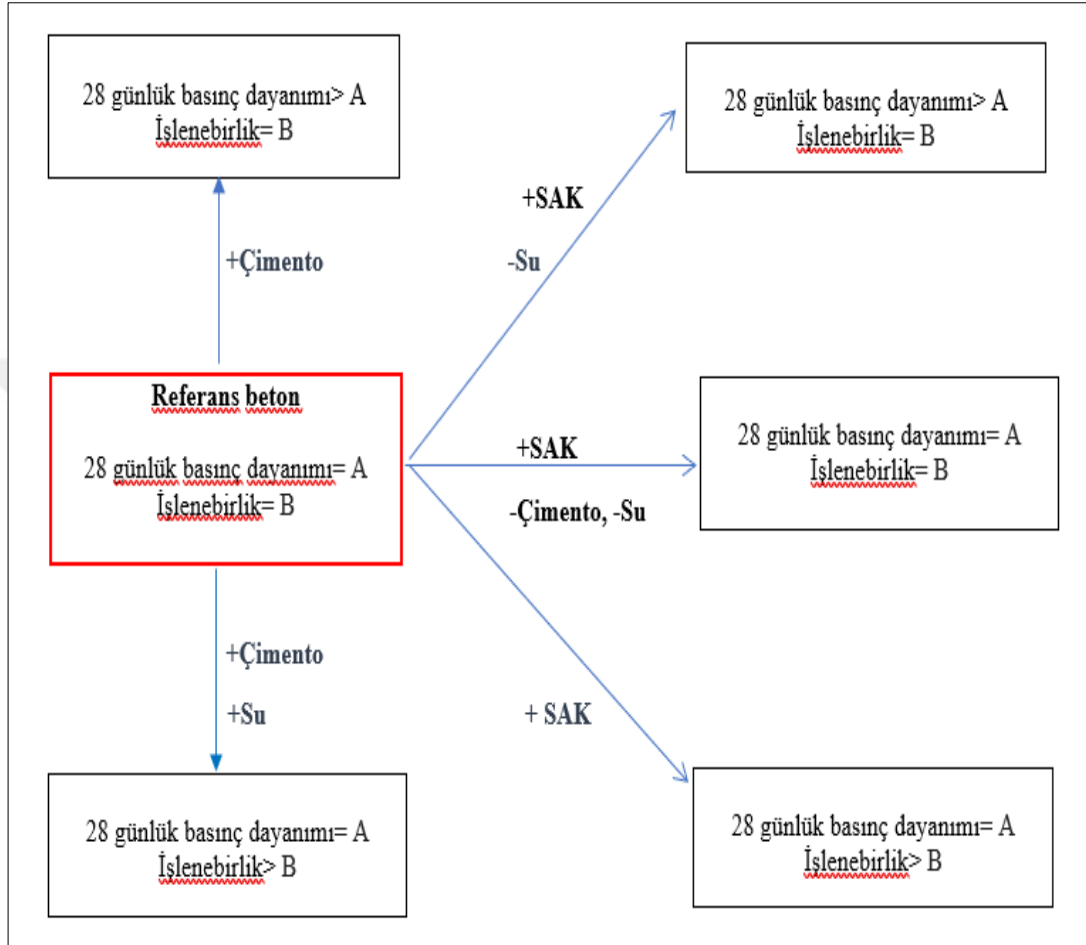 28 günlük basınç dayanımı> A
İşlenebirlik= B
28 günlük basınç dayanımı> A
İşlenebirlik= B
+SAK
-Su
+Çimento
Referans beton
28 günlük basınç dayanımı= A
İşlenebirlik= B
+SAK
-Çimento, -Su
28 günlük basınç dayanımı= A
İşlenebirlik= B
+Çimento
+Su
+ SAK
28 günlük basınç dayanımı= A
İşlenebirlik> B
28 günlük basınç dayanımı= A
İşlenebirlik> B